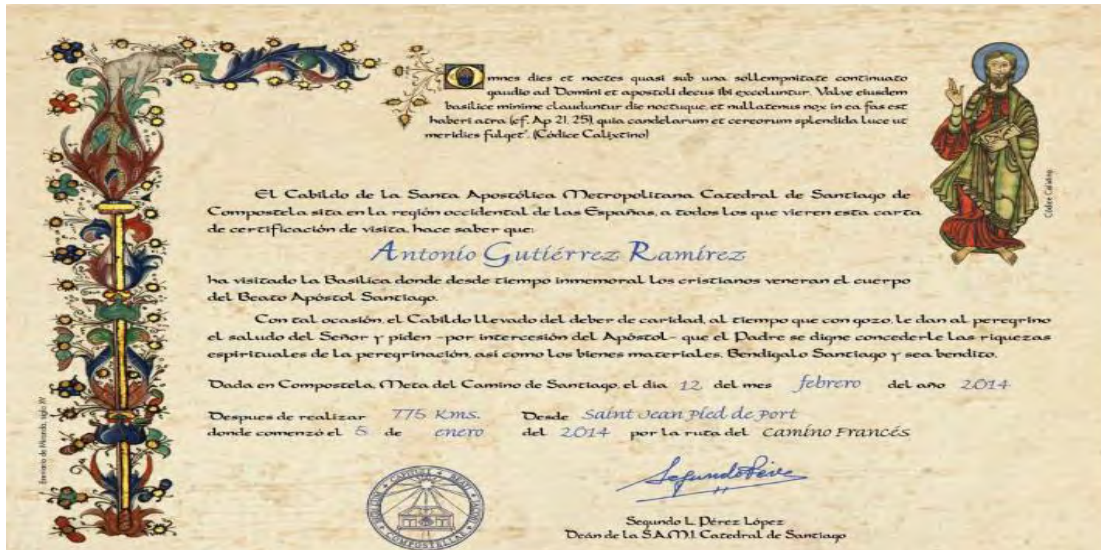 Omnes dies et noctes quasi sub una sollempnitate continuato
gaudio ad Domini et apostoli decus ibi excoluntur. Valve eiusdem
basilice minime clauduntur die noctuque, et nullatenus nox in ea fas est
haberi atra (cf. Ap 21, 25), quia candelarum et cereorum splendida luce ut
meridies fulget". (Códice Calixtino)
El Cabildo de la Santa Apostólica Metropolitana Catedral de Santiago de
Compostela sita en la región occidental de las Españas, a todos los que vieren esta carta
de certificación de visita, hace saber que:
Antonio Gutiérrez Ramírez
ha visitado la Basílica donde desde tiempo inmemoral los cristianos veneran el cuerpo
del Beato Apóstol Santiago.
Con tal ocasión, el Cabildo llevado del deber de caridad, al tiempo que con gozo, le dan al peregrino
el saludo del Señor y piden -por intercesión del Apóstol- que el Padre se digne concederle las riquezas
espirituales de la peregrinación, así como los bienes materiales. Bendígalo Santiago y sea bendito.
Dada en Compostela, Meta del Camino de Santiago, el día 12 del mes febrero del año 2014
Despues de realizar 775 Kms. Desde Saint Jean Pied de Port
donde comenzó el 5 de enero del 2014 por la ruta del Camino Francés
Segundo L. Pérez López
Deán de la S.A.M.I. Catedral de Santiago